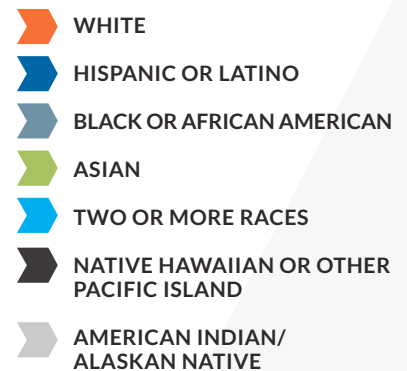 WHITE
HISPANIC OR LATINO
BLACK OR AFRICAN AMERICAN
ASIAN
TWO OR MORE RACES
NATIVE HAWAIIAN OR OTHER
PACIFIC ISLAND
AMERICAN INDIAN/
ALASKAN NATIVE